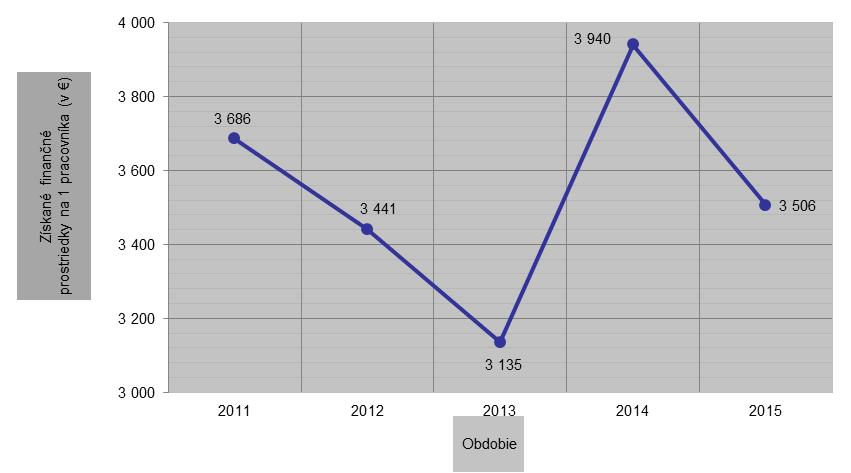 4 000
3 800
3 600
3 400
3 200
3 000
Získané finančné
prostriedky na 1 pracovníka (v €)
3 686
3 441
3 135
3 940
3 506
2011 2012 2013 2014 2015
Obdobie